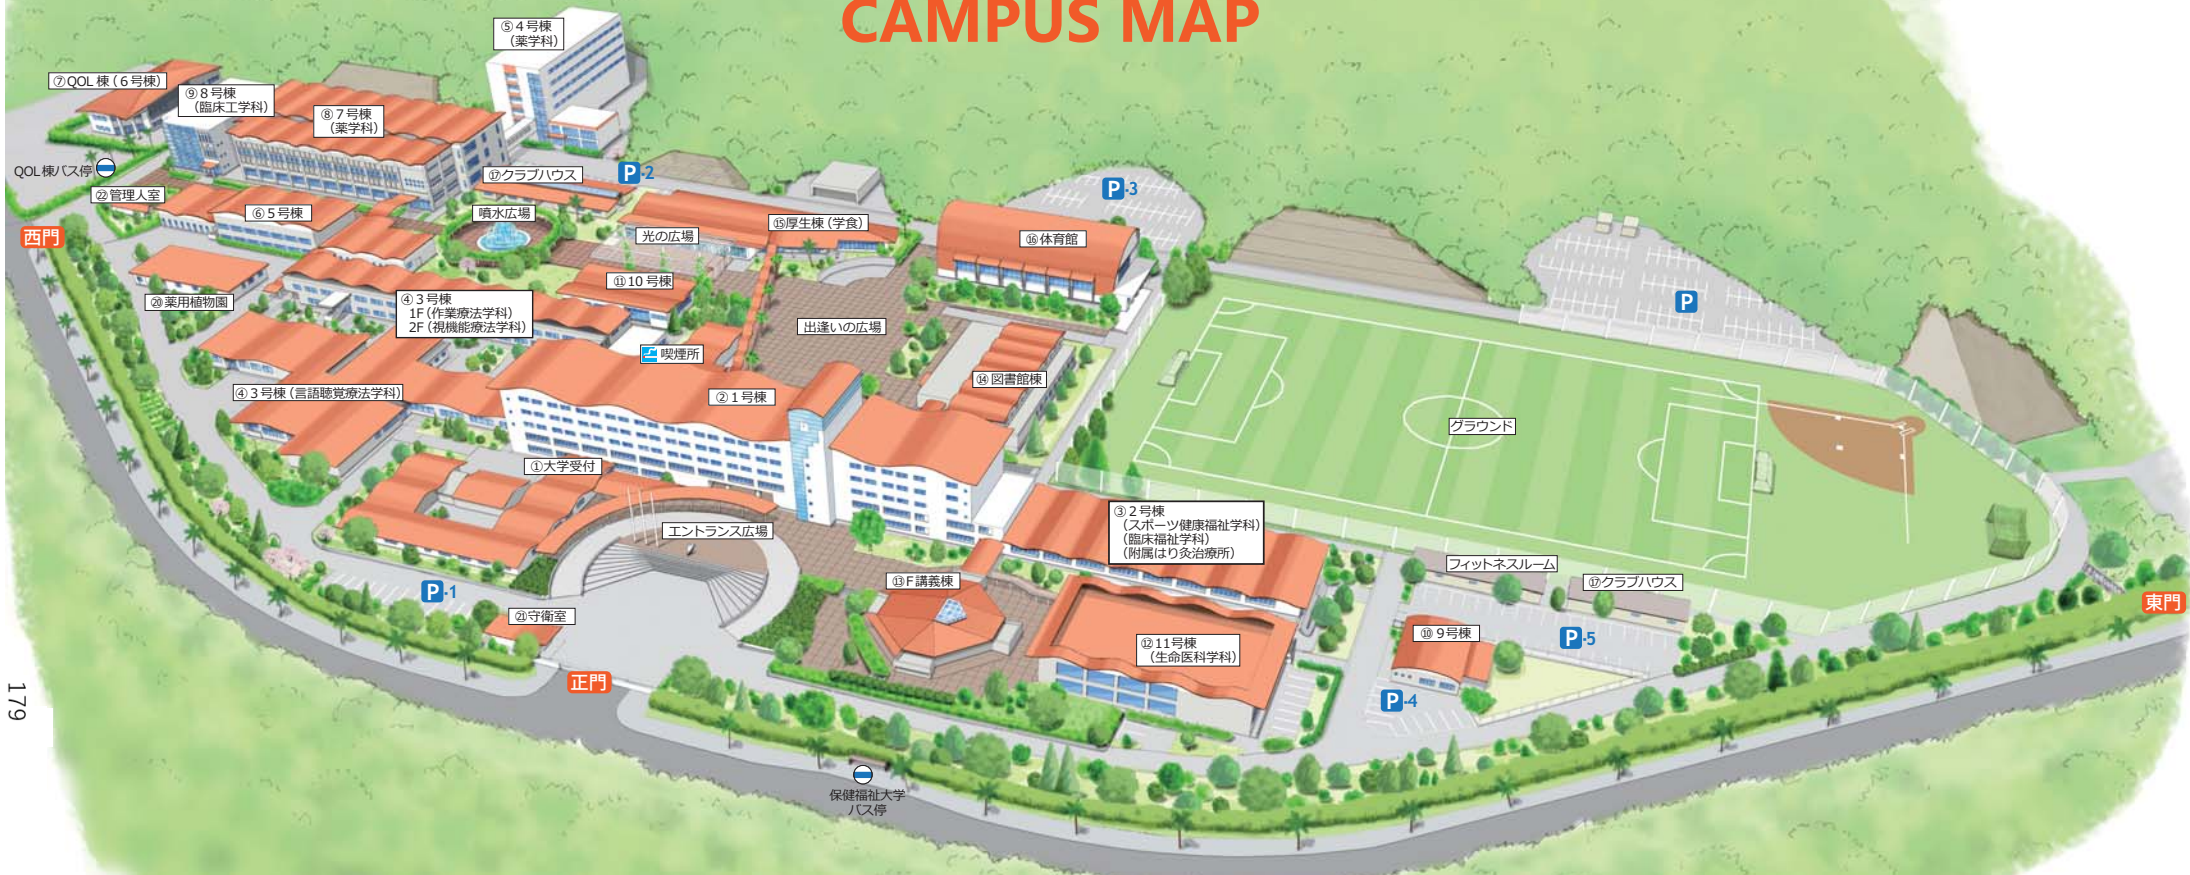 CAMPUS MAP
⑤4号棟
(薬学科)
⑦QOL棟(6号棟)
⑨8号棟
(臨床工学科)
⑧7号棟
(薬学科)
QOL棟バス停
⑰クラブハウス
P-2
P-3
㉒管理人室
⑥5号棟
噴水広場
⑮厚生棟(学食)
西門
光の広場
⑯体育館
⑪10号棟
⑳薬用植物園
④3号棟
1F(作業療法学科)
2F(視機能療法学科)
出逢いの広場
P
喫煙所
⑭図書館棟
④3号棟(言語聴覚療法学科)
②1号棟
グラウンド
①大学受付
エントランス広場
③2号棟
(スポーツ健康福祉学科)
(臨床福祉学科)
(附属はり灸治療所)
フィットネスルーム
⑰クラブハウス
P-1
⑬F講義棟
東門
㉑守衛室
⑩9号棟
P-5
⑫11号棟
(生命医科学科)
正門
P-4
179
保健福祉大学
バス停